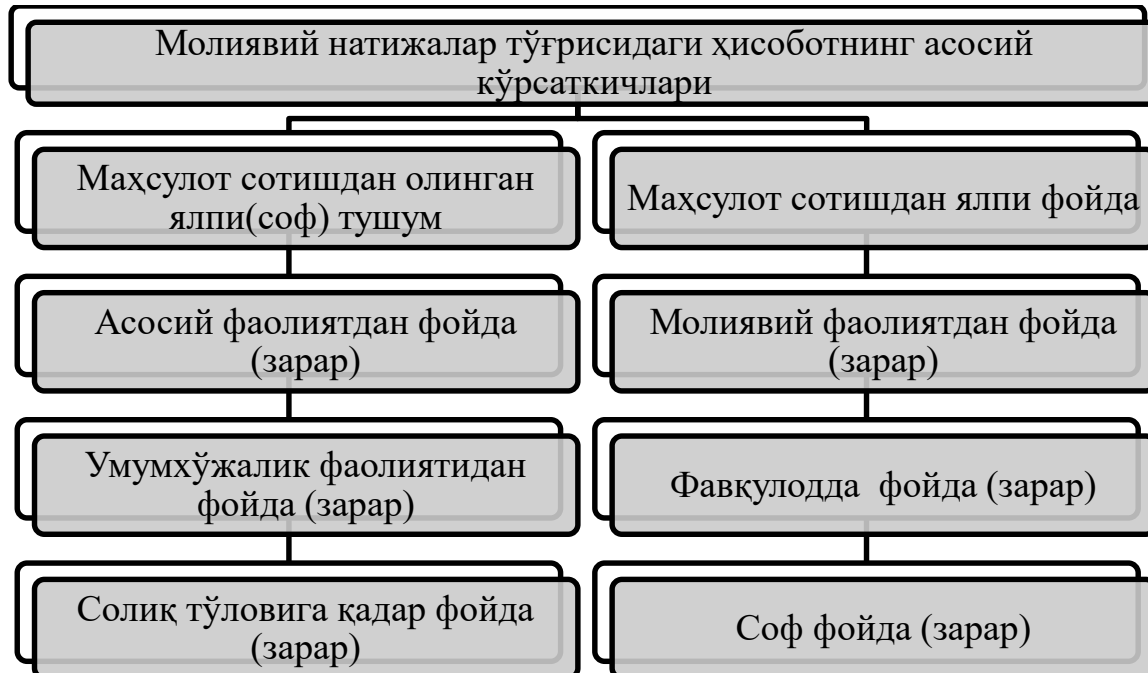 Молиявий натижалар тўғрисидаги ҳисоботнинг асосий
кўрсаткичлари
Маҳсулот сотишдан олинган
ялпи(соф) тушум
Маҳсулот сотишдан ялпи фойда
Асосий фаолиятдан фойда
(зарар)
Молиявий фаолиятдан фойда
(зарар)
Умумхўжалик фаолиятидан
фойда (зарар)
Фавқулодда фойда (зарар)
Солиқ тўловига қадар фойда
(зарар)
Соф фойда (зарар)